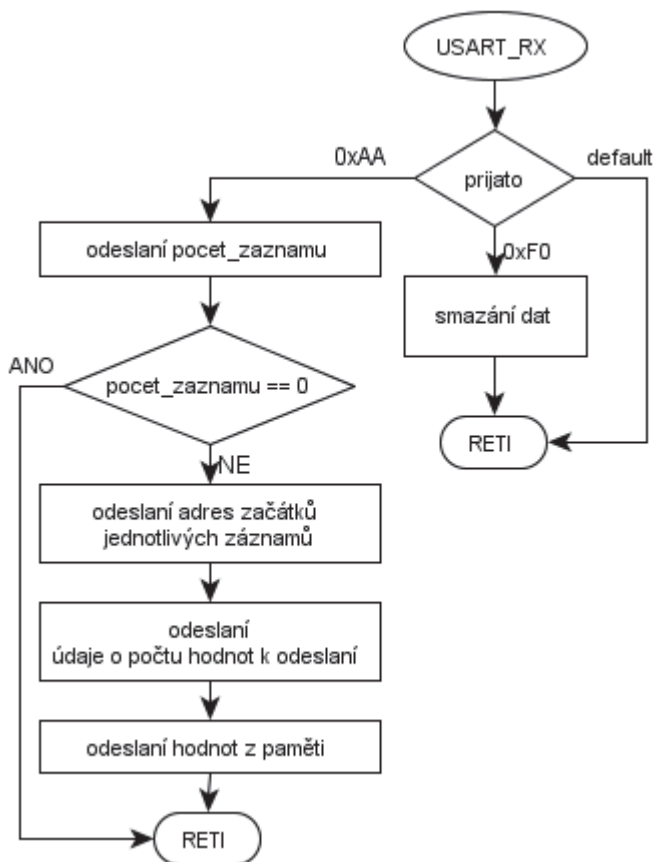 USART_RX
0xAA
default
prijato
odeslaní pocet_zaznamu
0xF0
smazání dat
ANO
pocet_zaznamu == 0
RETI
NE
odeslaní adres začátků
jednotlivých záznamů
odeslaní
údaje o počtu hodnot k odeslaní
odeslaní hodnot z paměti
RETI